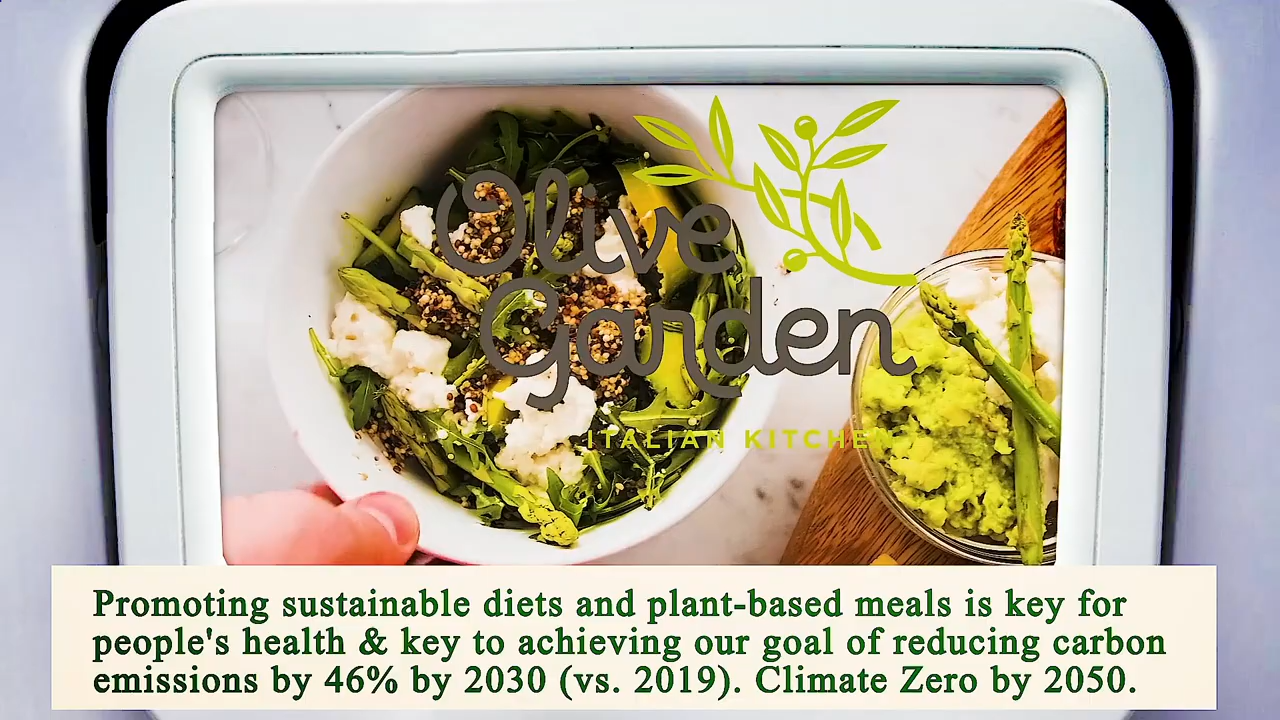 Olive
Garden
ITALIAN KITCHEN
Promoting sustainable diets and plant-based meals is key for
people's health & key to achieving our goal of reducing carbon
emissions by 46% by 2030 (vs. 2019). Climate Zero by 2050.